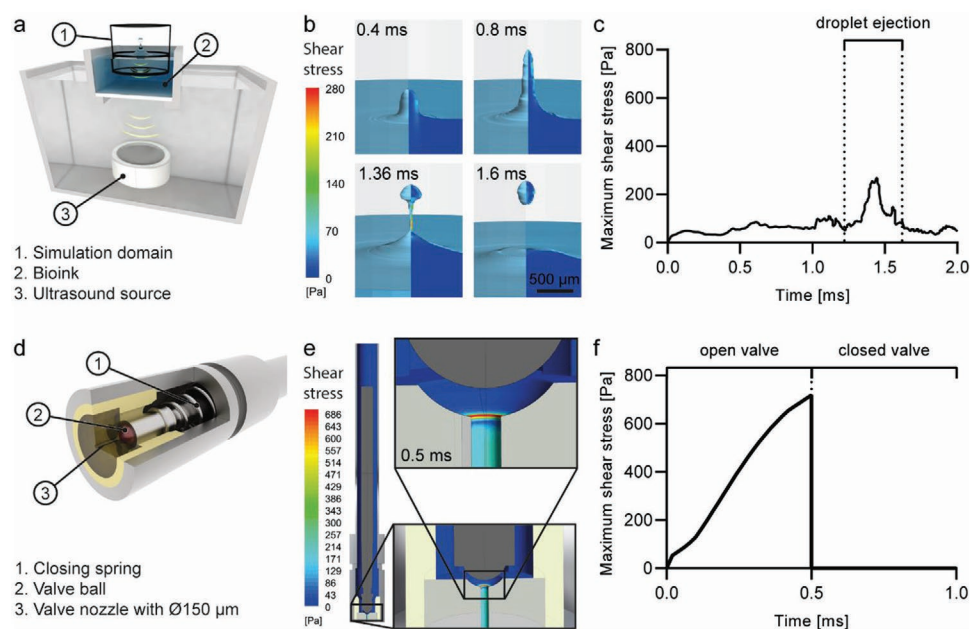 a
1
2
3
1. Simulation domain
2. Bioink
3. Ultrasound source
b
Shear
stress
280
210
140
70
0
[Pa]
0.4 ms
0.8 ms
1.36 ms
1.6 ms
500 µm
c
droplet ejection
Maximum shear stress [Pa]
800
600
400
200
0
0.0
0.5
1.0
1.5
2.0
Time [ms]
d
1
2
3
1. Closing spring
2. Valve ball
3. Valve nozzle with Ø150 µm
e
Shear
stress
686
643
600
557
514
471
429
386
343
300
257
214
171
129
86
43
0
[Pa]
0.5 ms
f
open valve
closed valve
Maximum shear stress [Pa]
800
600
400
200
0
0.0
0.5
1.0
Time [ms]